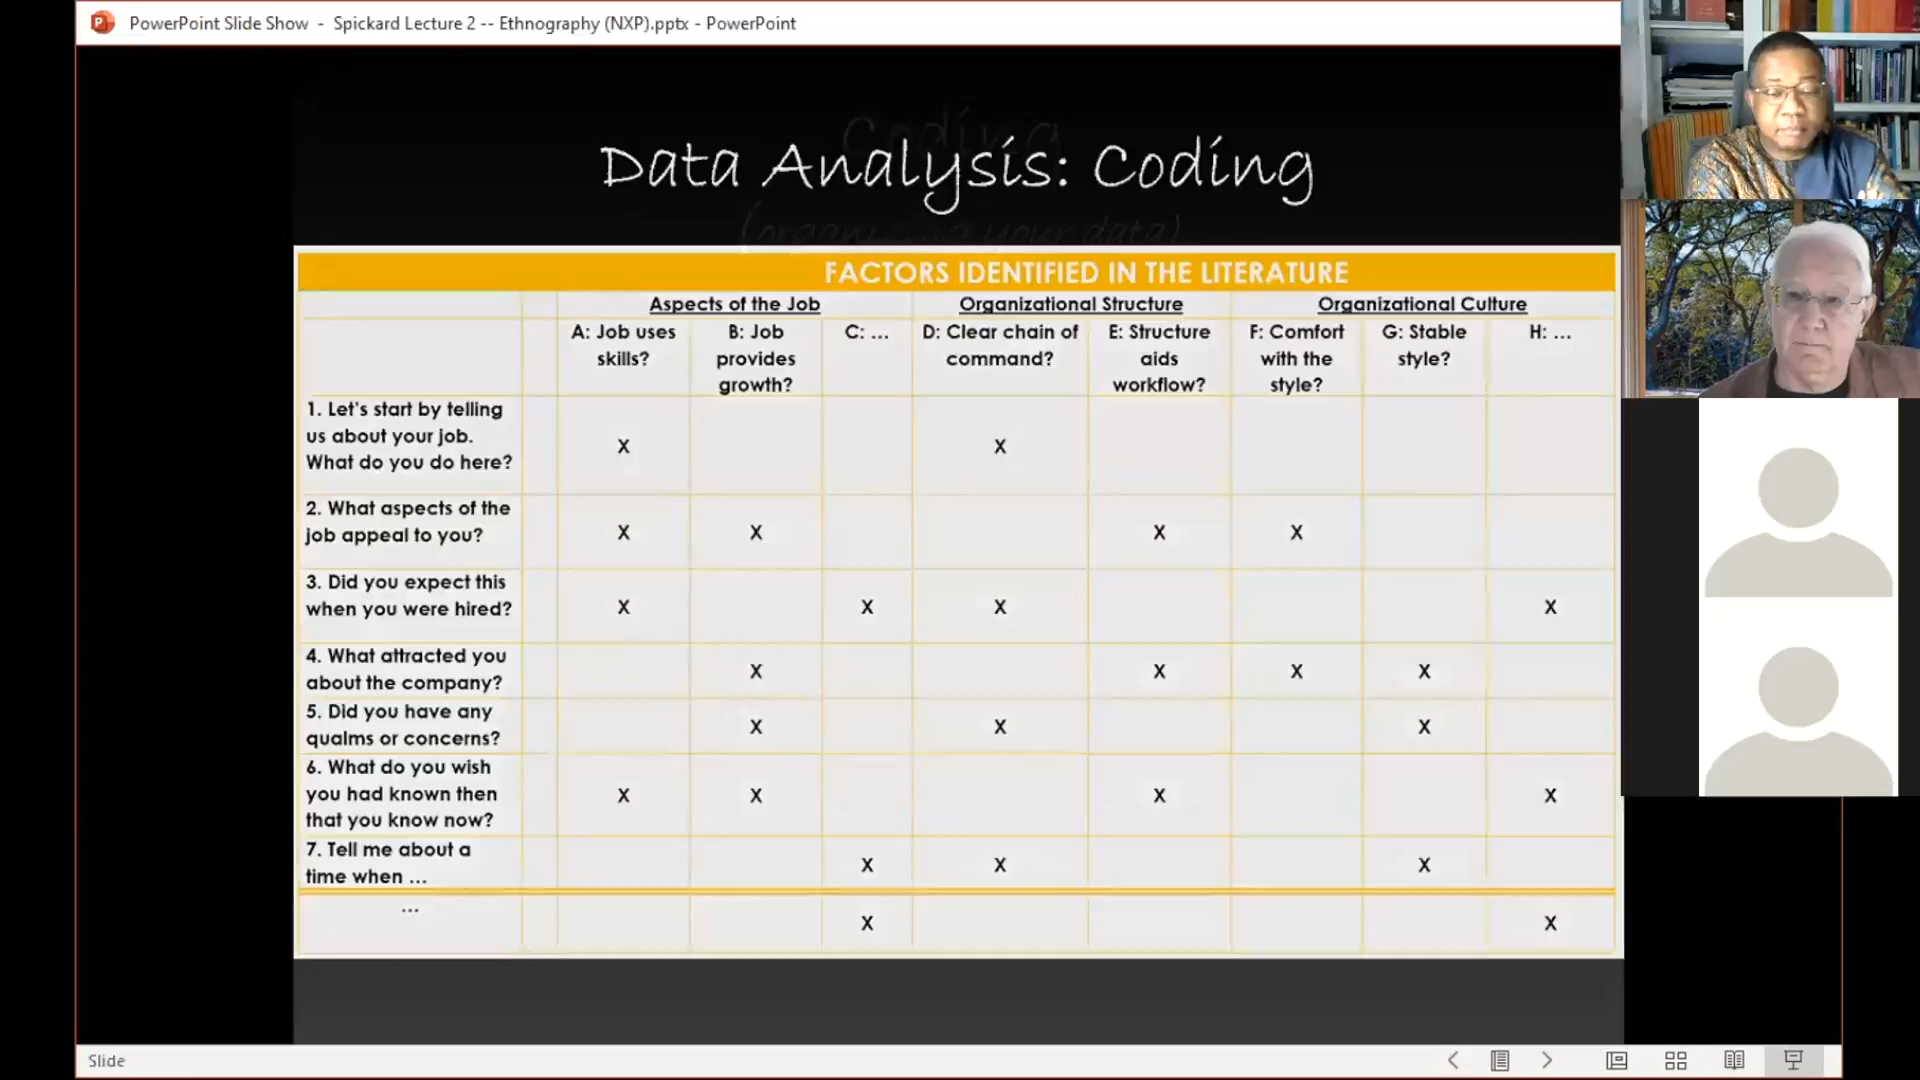 PowerPoint Slide Show - Spickard Lecture 2 -- Ethnography (NXP).pptx - PowerPoint
Coding
Data Analysis: Coding
your data)
FACTORS IDENTIFIED IN THE LITERATURE
Aspects of the Job Organizational Structure Organizational Culture
A: Job uses skills? B: Job provides growth? C: ... D: Clear chain of command? E: Structure aids workflow? F: Comfort with the style? G: Stable style? H: ...
1. Let's start by telling
us about your job.
What do you do here?
X X
2. What aspects of the
job appeal to you?
X X X X
3. Did you expect this
when you were hired?
X X X X
4. What attracted you
about the company?
X X X X
5. Did you have any
qualms or concerns?
X X X
6. What do you wish
you had known then
that you know now?
X X X X
7. Tell me about a
time when ...
X X X
...
X X
Slide